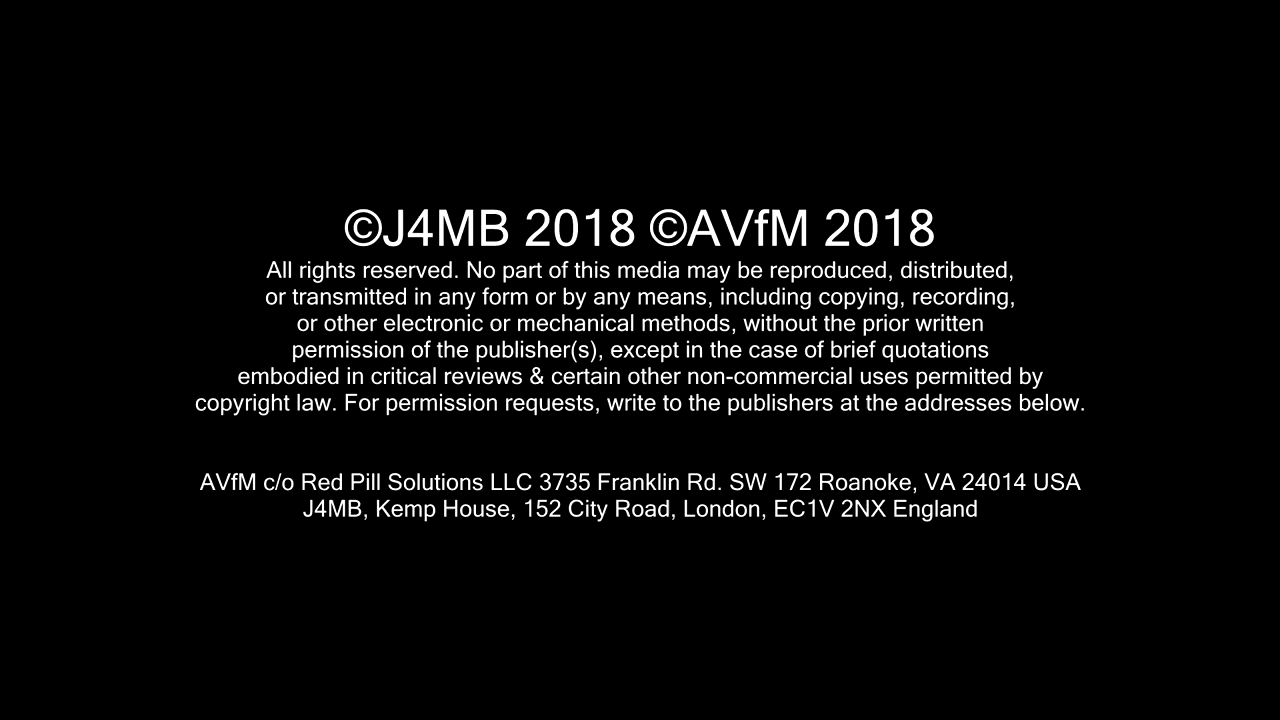 ©J4MB 2018 ©AVfM 2018
All rights reserved. No part of this media may be reproduced, distributed,
or transmitted in any form or by any means, including copying, recording,
or other electronic or mechanical methods, without the prior written
permission of the publisher(s), except in the case of brief quotations
embodied in critical reviews & certain other non-commercial uses permitted by
copyright law. For permission requests, write to the publishers at the addresses below.
AVfM c/o Red Pill Solutions LLC 3735 Franklin Rd. SW 172 Roanoke, VA 24014 USA
J4MB, Kemp House, 152 City Road, London, EC1V 2NX England